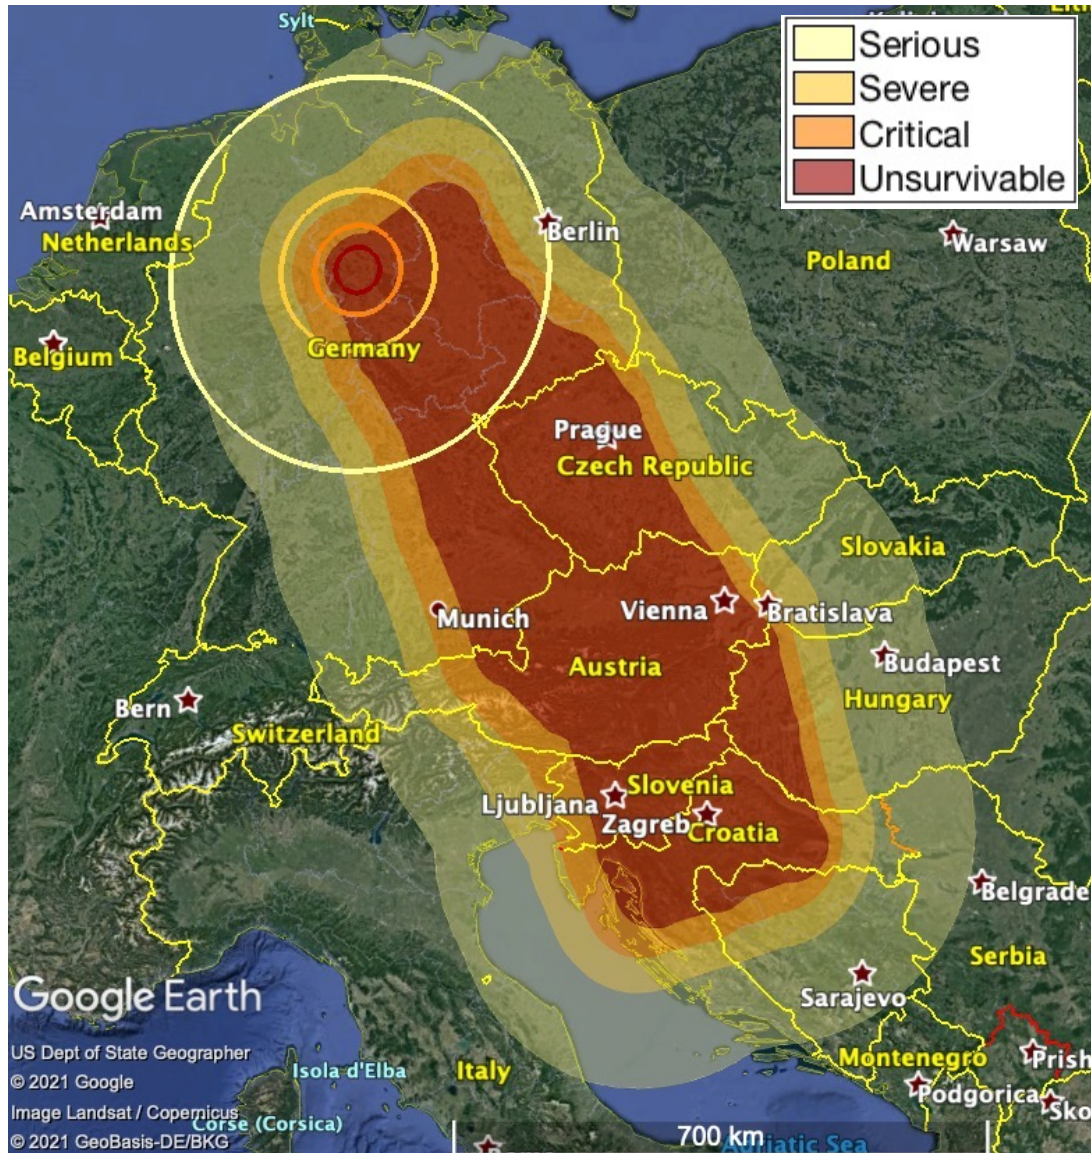 Sylt
Serious
Severe
Critical
Unsurvivable
Amsterdam
Netherlands
Berlin
Warsaw
Poland
Belgium
Germany
Prague
Czech Republic
Slovakia
Munich
Vienna
Bratislava
Austria
Budapest
Hungary
Bern
Switzerland
Slovenia
Ljubljana
Zagreb
Croatia
Belgrade
Serbia
Google Earth
Sarajevo
US Dept of State Geographer
© 2021 Google
Image Landsat / Copernicus
© 2021 GeoBasis-DE/BKG
Isola d'Elba
Italy
Montenegro
Prish
Podgorica
Sko
Corse (Corsica)
700 km
Adriatic Sea